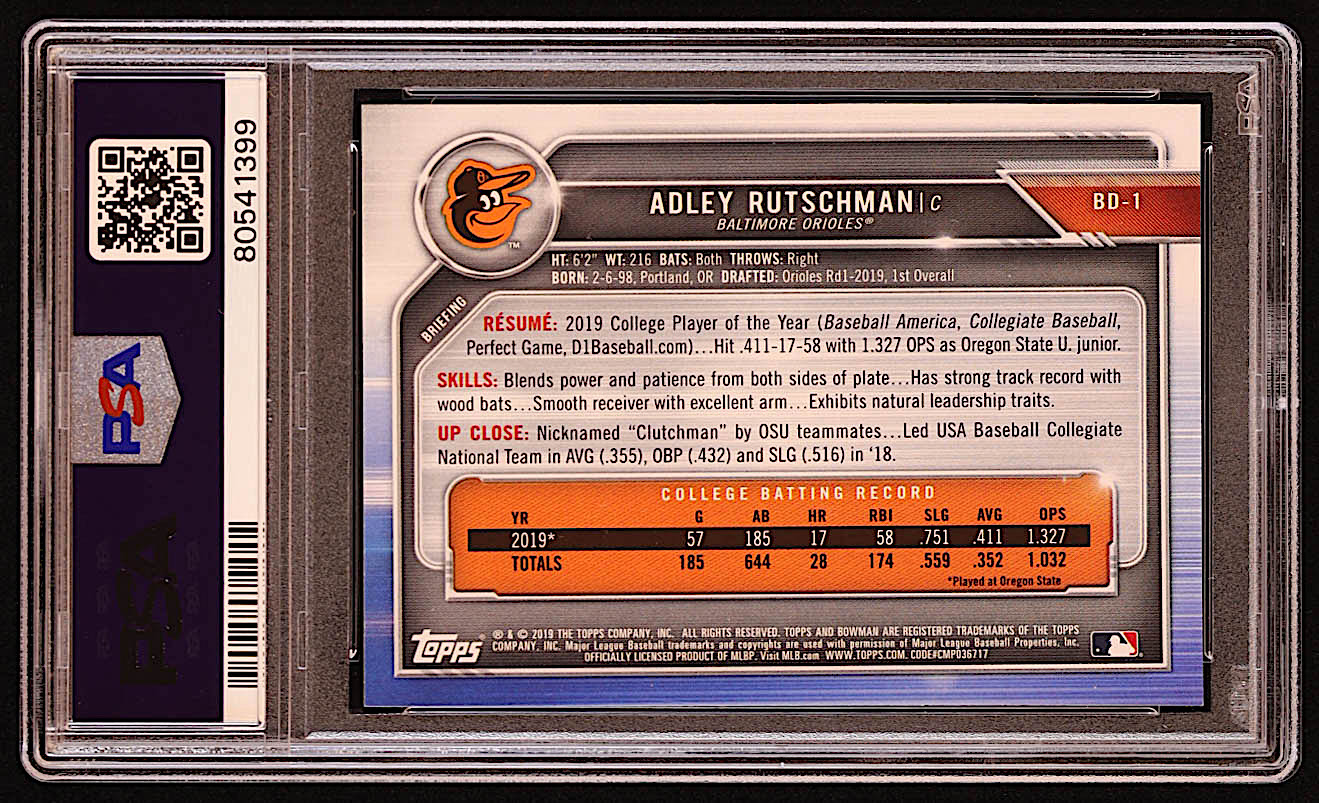 80541399
PSA
PSA
PSA
ADLEY RUTSCHMAN | C
BALTIMORE ORIOLES®
BD-1
TM
HT: 6'2" WT: 216 BATS: Both THROWS: Right
BORN: 2-6-98, Portland, OR DRAFTED: Orioles Rd1-2019, 1st Overall
BRIEFING
RÉSUMÉ: 2019 College Player of the Year (Baseball America, Collegiate Baseball,
Perfect Game, D1Baseball.com)...Hit .411-17-58 with 1.327 OPS as Oregon State U. junior.
SKILLS: Blends power and patience from both sides of plate...Has strong track record with
wood bats...Smooth receiver with excellent arm...Exhibits natural leadership traits.
UP CLOSE: Nicknamed “Clutchman” by OSU teammates...Led USA Baseball Collegiate
National Team in AVG (.355), OBP (.432) and SLG (.516) in ‘18.
COLLEGE BATTING RECORD
YR G AB HR RBI SLG AVG OPS
2019* 57 185 17 58 .751 .411 1.327
TOTALS 185 644 28 174 .559 .352 1.032
*Played at Oregon State
Topps
® & © 2019 THE TOPPS COMPANY, INC. ALL RIGHTS RESERVED. TOPPS AND BOWMAN ARE REGISTERED TRADEMARKS OF THE TOPPS
COMPANY, INC. Major League Baseball trademarks and copyrights are used with permission of Major League Baseball Properties, Inc.
OFFICIALLY LICENSED PRODUCT OF MLBP. Visit MLB.com WWW.TOPPS.COM. CODE#CMP036717